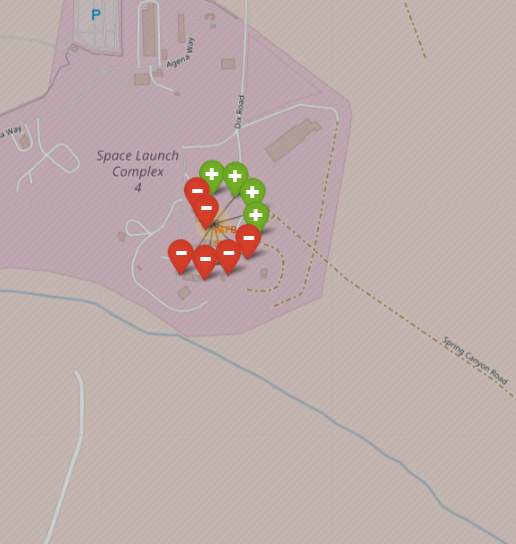 P
Agena Way
Dix Road
a Way
Space Launch
Complex
4
Spring Canyon Road